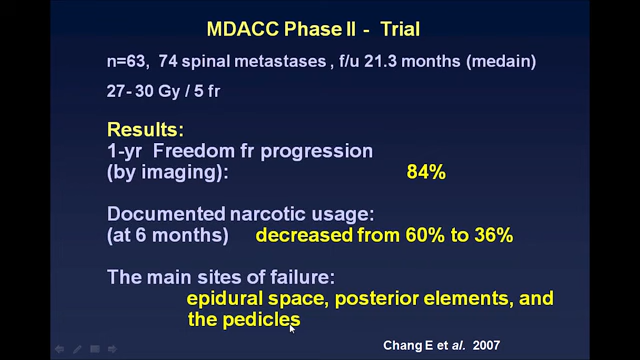 MDACC Phase II - Trial
n=63, 74 spinal metastases , f/u 21.3 months (medain)
27- 30 Gy / 5 fr
Results:
1-yr Freedom fr progression
(by imaging): 84%
Documented narcotic usage:
(at 6 months) decreased from 60% to 36%
The main sites of failure:
epidural space, posterior elements, and
the pedicles
Chang E et al. 2007